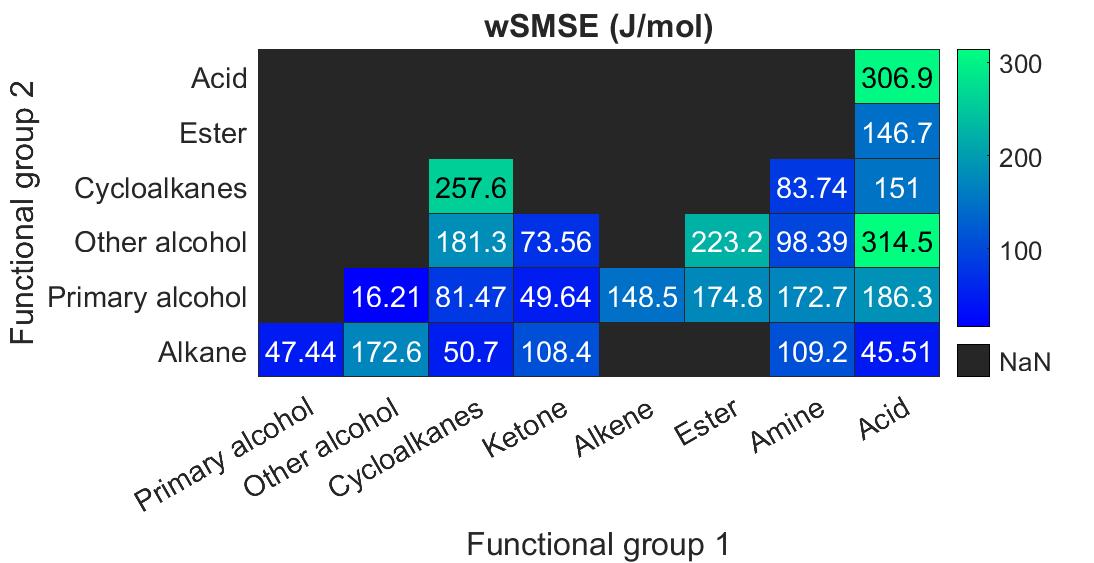 wSMSE (J/mol)
Functional group 2
Acid 306.9
Ester 146.7
Cycloalkanes 257.6 83.74 151
Other alcohol 181.3 73.56 223.2 98.39 314.5
Primary alcohol 16.21 81.47 49.64 148.5 174.8 172.7 186.3
Alkane 47.44 172.6 50.7 108.4 109.2 45.51
Primary alcohol
Other alcohol
Cycloalkanes
Ketone
Alkene
Ester
Amine
Acid
Functional group 1
300
200
100
NaN